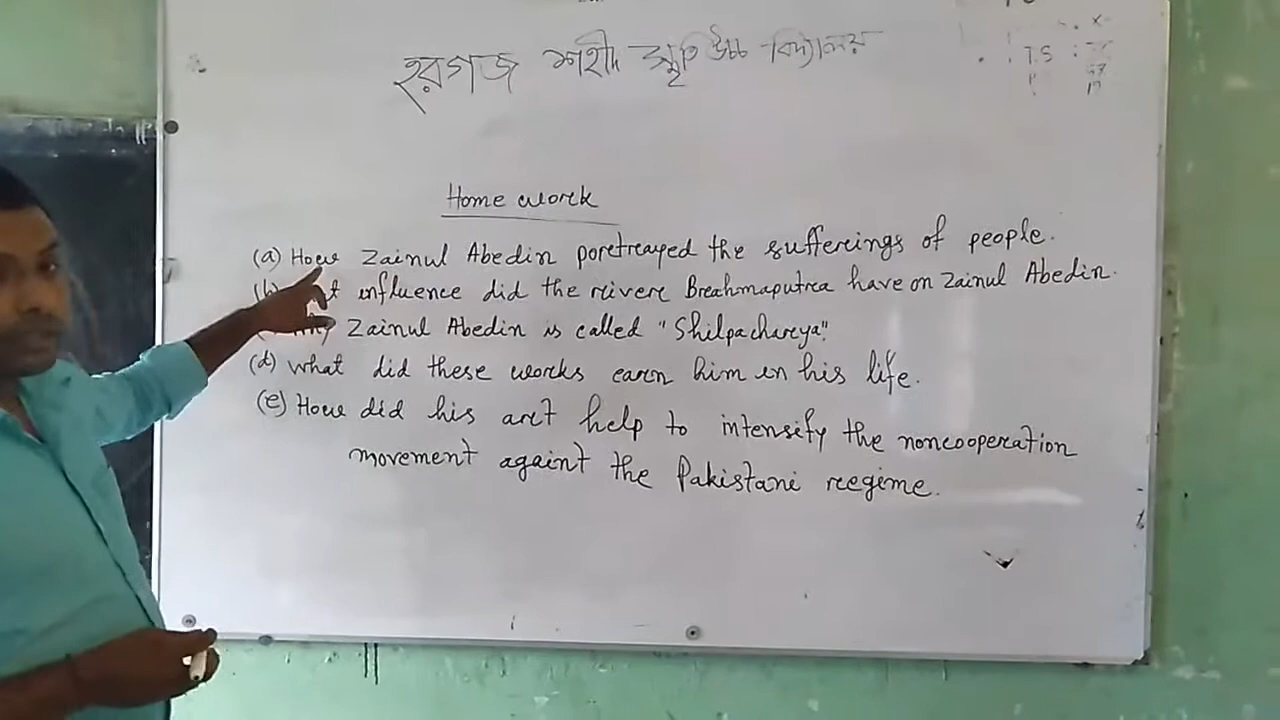 হরগজ শহীদ স্মৃতি উচ্চ বিদ্যালয়
T.S
Home work
(a) How Zainul Abedin portrayed the sufferings of people.
influence did the river Brahmaputra have on Zainul Abedin.
Zainul Abedin is called "Shilpacharya".
(d) What did these works earn him in his life.
(e) How did his art help to intensify the noncooperation
movement againt the Pakistani regime.